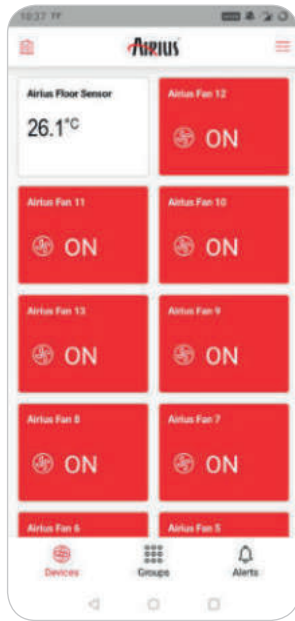 10:37
AIRIUS
Airius Floor Sensor
26.1°C
Airius Fan 12
ON
Airius Fan 11
ON
Airius Fan 10
ON
Airius Fan 13
ON
Airius Fan 9
ON
Airius Fan 8
ON
Airius Fan 7
ON
Airius Fan 6
Airius Fan 5
Devices
Groups
Alerts